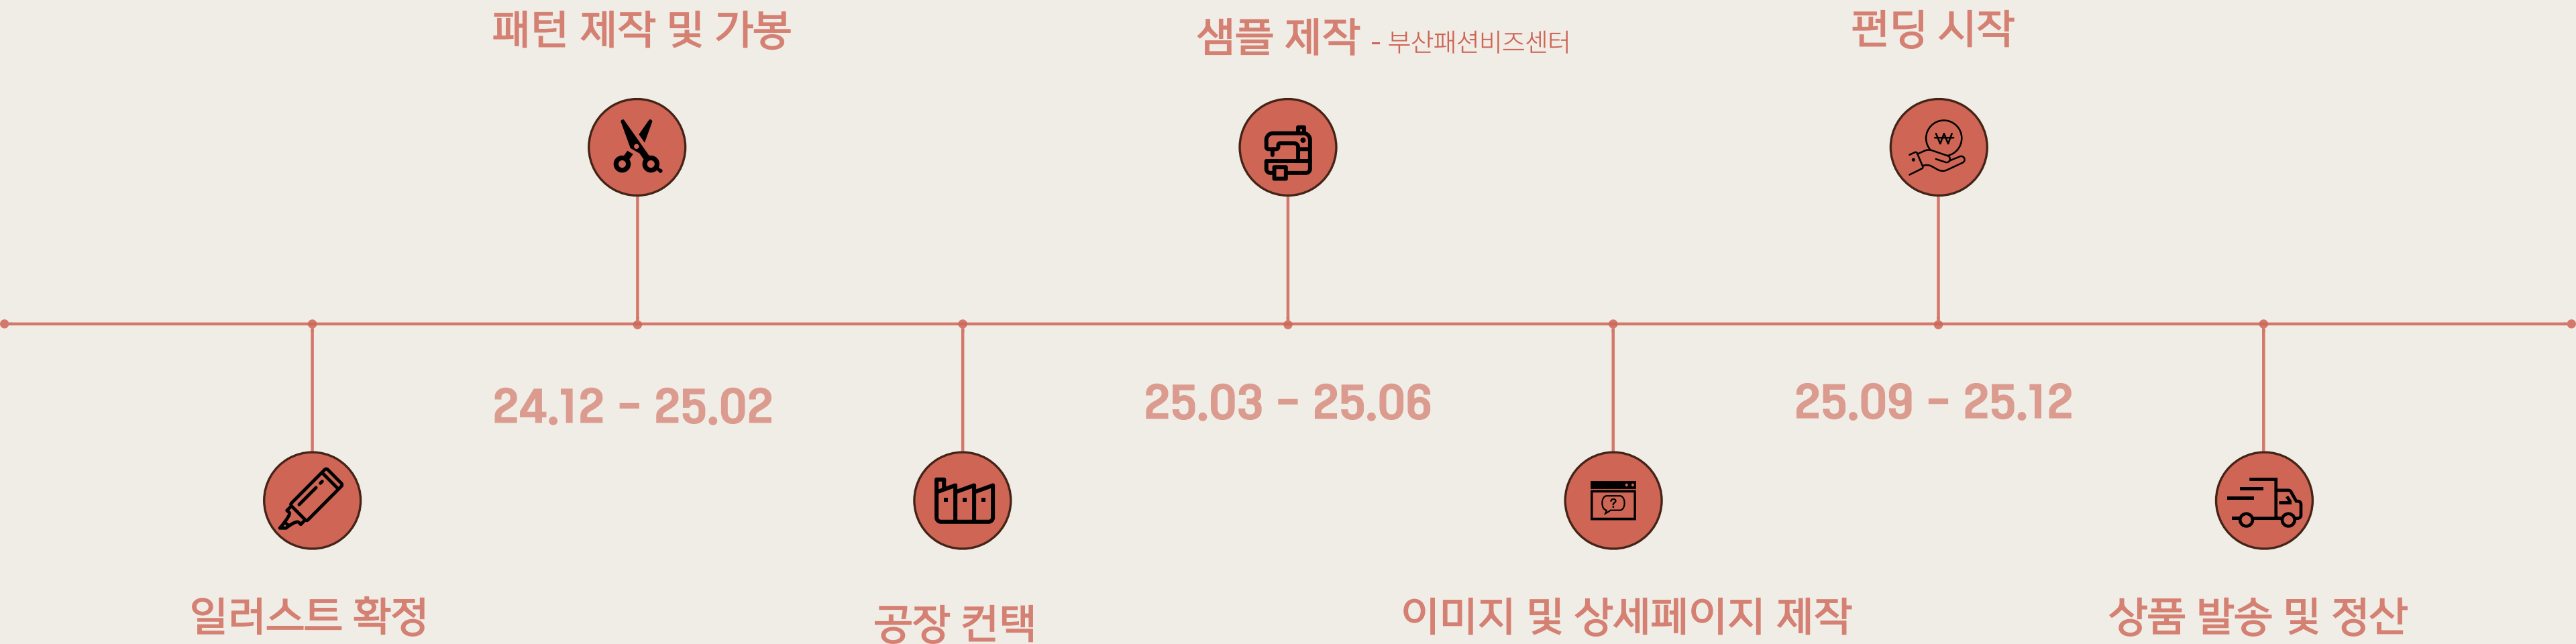 패턴 제작 및 가봉
샘플 제작 - 부산패션비즈센터
펀딩 시작
₩
24.12 - 25.02
25.03 - 25.06
25.09 - 25.12
?
일러스트 확정
공장 컨택
이미지 및 상세페이지 제작
상품 발송 및 정산